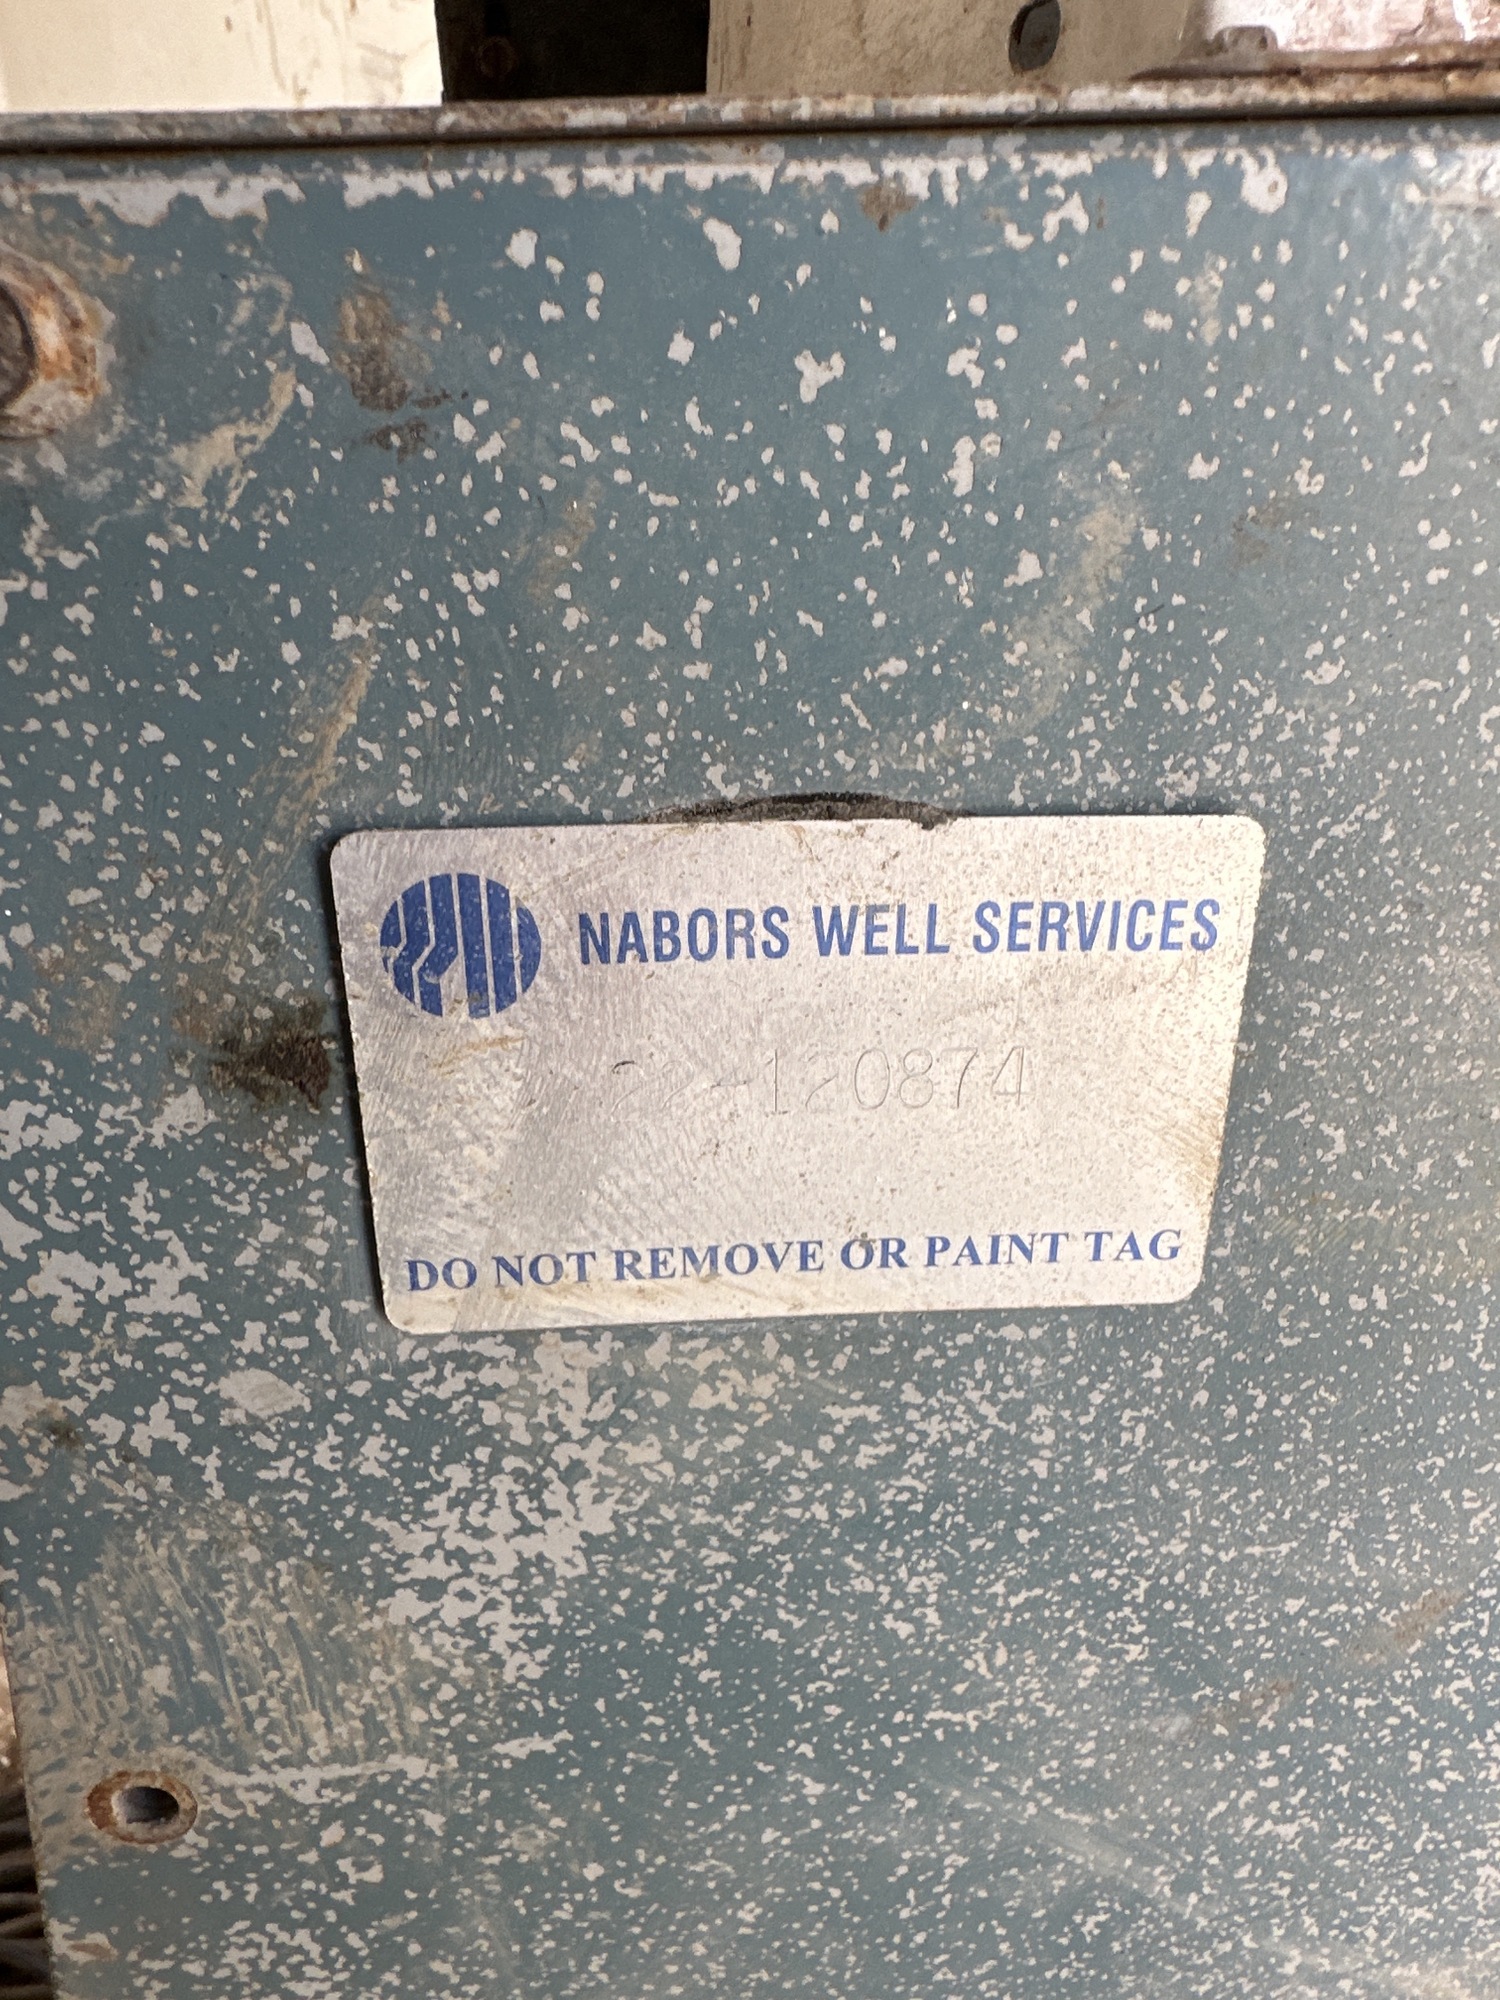 NABORS WELL SERVICES
22-120874
DO NOT REMOVE OR PAINT TAG